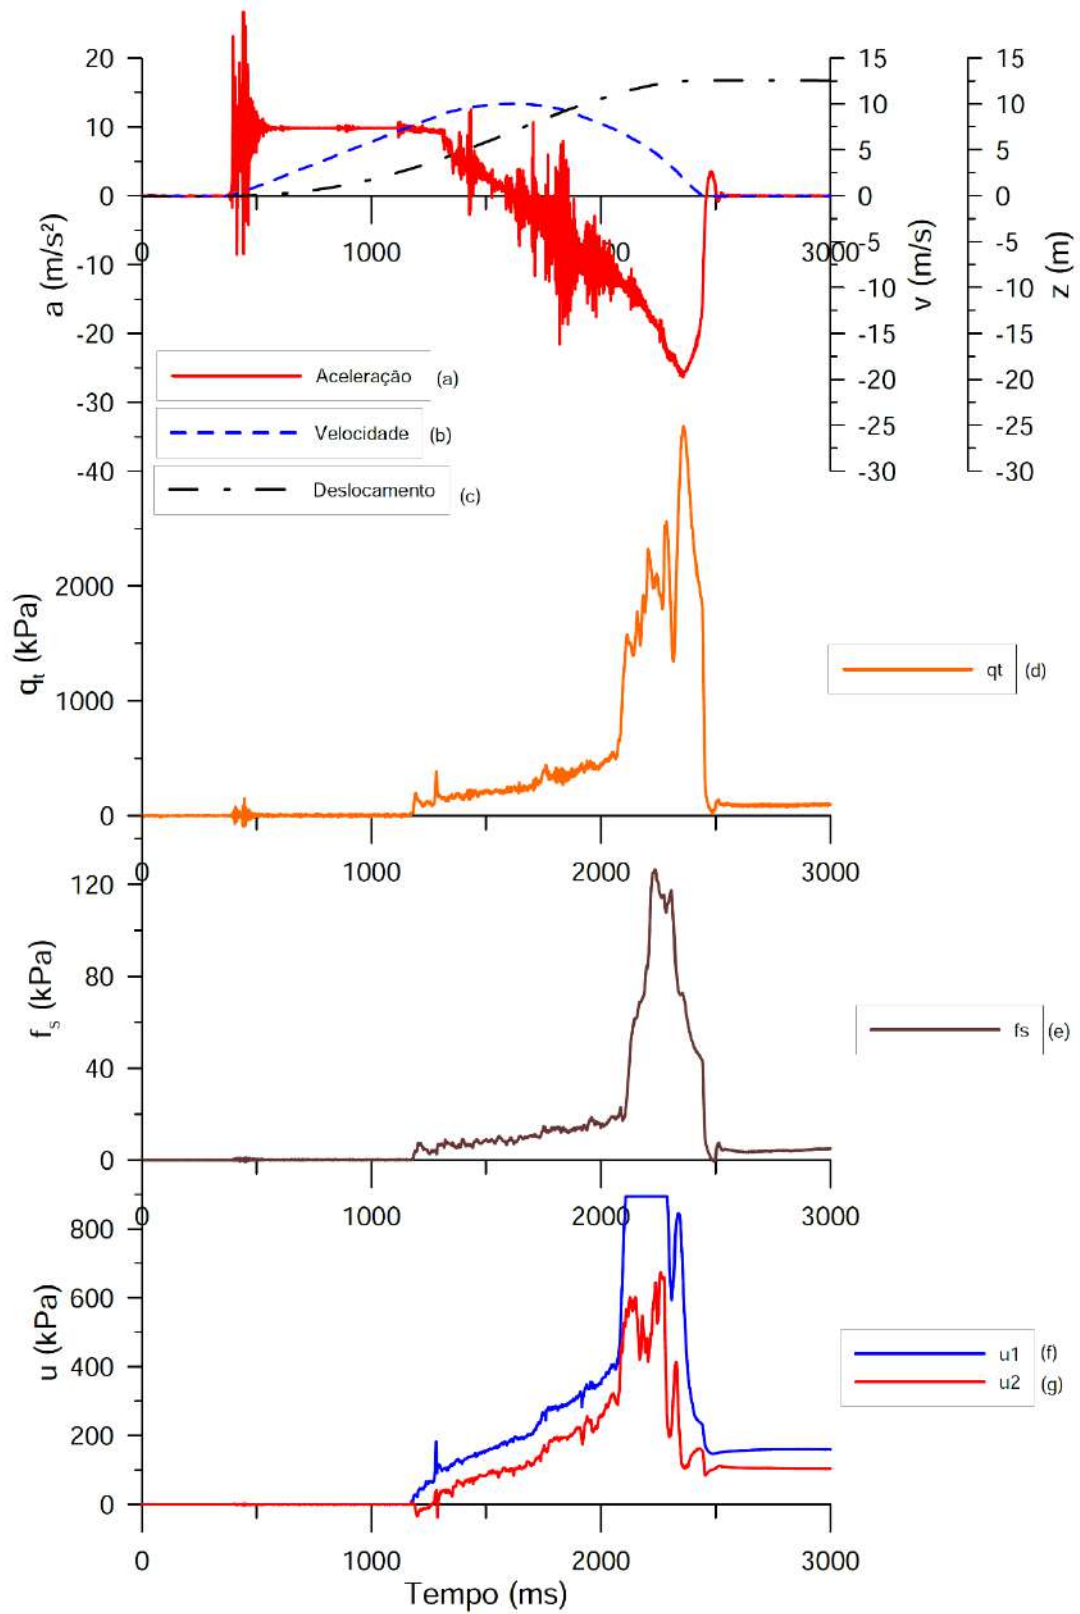 20
10
0
-10
-20
-30
-40
a (m/s²)
15
10
5
0
-5
-10
-15
-20
-25
-30
v (m/s)
15
10
5
0
-5
-10
-15
-20
-25
-30
z (m)
0 1000 3000
Aceleração (a)
Velocidade (b)
Deslocamento (c)
2000
1000
0
qt (kPa)
qt (d)
0 1000 2000 3000
120
80
40
0
fs (kPa)
fs (e)
0 1000 2000 3000
800
600
400
200
0
u (kPa)
u1 (f)
u2 (g)
0 1000 2000 3000
Tempo (ms)